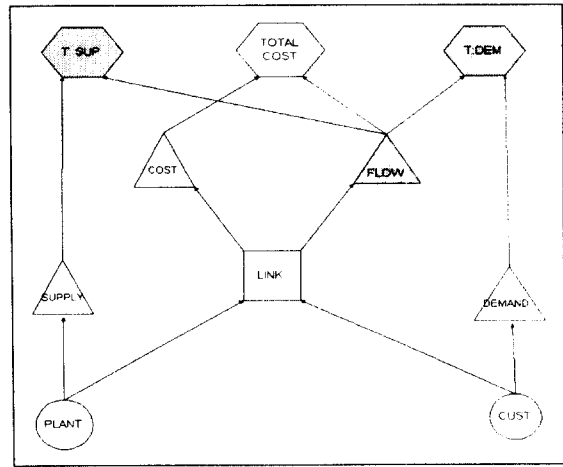 T: SUP
TOTAL
COST
T:DEM
COST
FLOW
LINK
SUPPLY
DEMAND
PLANT
CUST